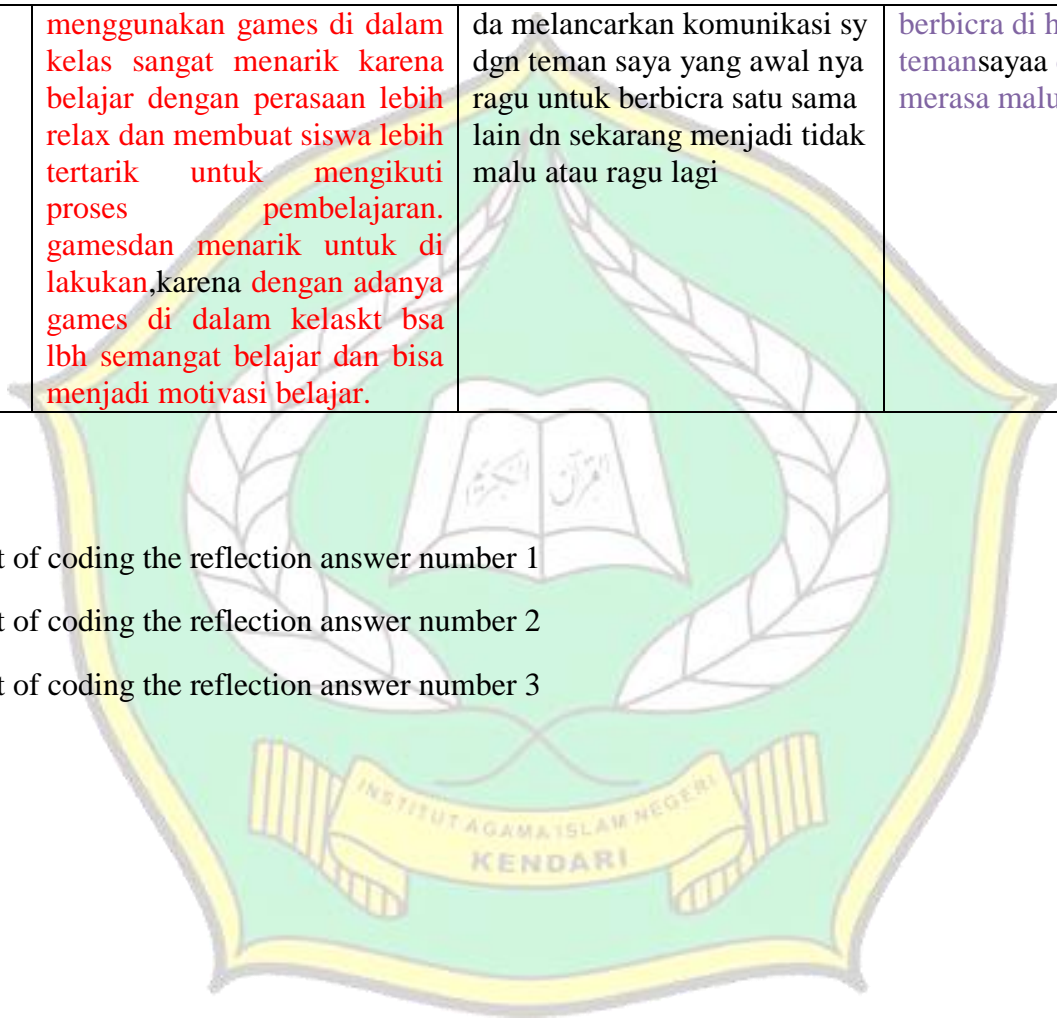 menggunakan games di dalam
kelas sangat menarik karena
belajar dengan perasaan lebih
relax dan membuat siswa lebih
tertarik untuk mengikuti
proses pembelajaran.
gamesdan menarik untuk di
lakukan,karena dengan adanya
games di dalam kelaskt bsa
lbh semangat belajar dan bisa
menjadi motivasi belajar.
da melancarkan komunikasi sy
dgn teman saya yang awal nya
ragu untuk berbicra satu sama
lain dn sekarang menjadi tidak
malu atau ragu lagi
berbicra di h
temansayaa
merasa malu
القرآن الكريم
t of coding the reflection answer number 1
t of coding the reflection answer number 2
t of coding the reflection answer number 3
INSTITUT AGAMA ISLAM NEGERI
KENDARI